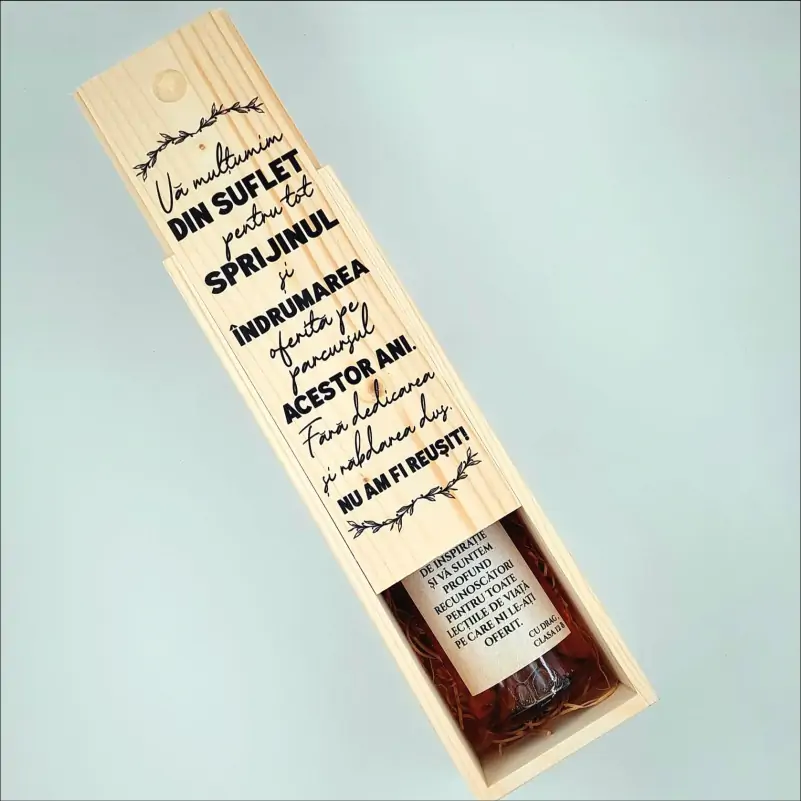 Vă mulțumim
DIN SUFLET
pentru tot
SPRIJINUL
și
ÎNDRUMAREA
oferită pe
parcursul
ACESTOR ANI.
Fără dedicarea
și răbdarea dvs.
NU AM FI REUȘIT!
DE INSPIRAȚIE
ȘI VĂ SUNTEM
PROFUND
RECUNOSCĂTORI
PENTRU TOATE
LECȚIILE DE VIAȚĂ
PE CARE NI LE-AȚI
OFERIT.
CU DRAG,
CLASA 12 B